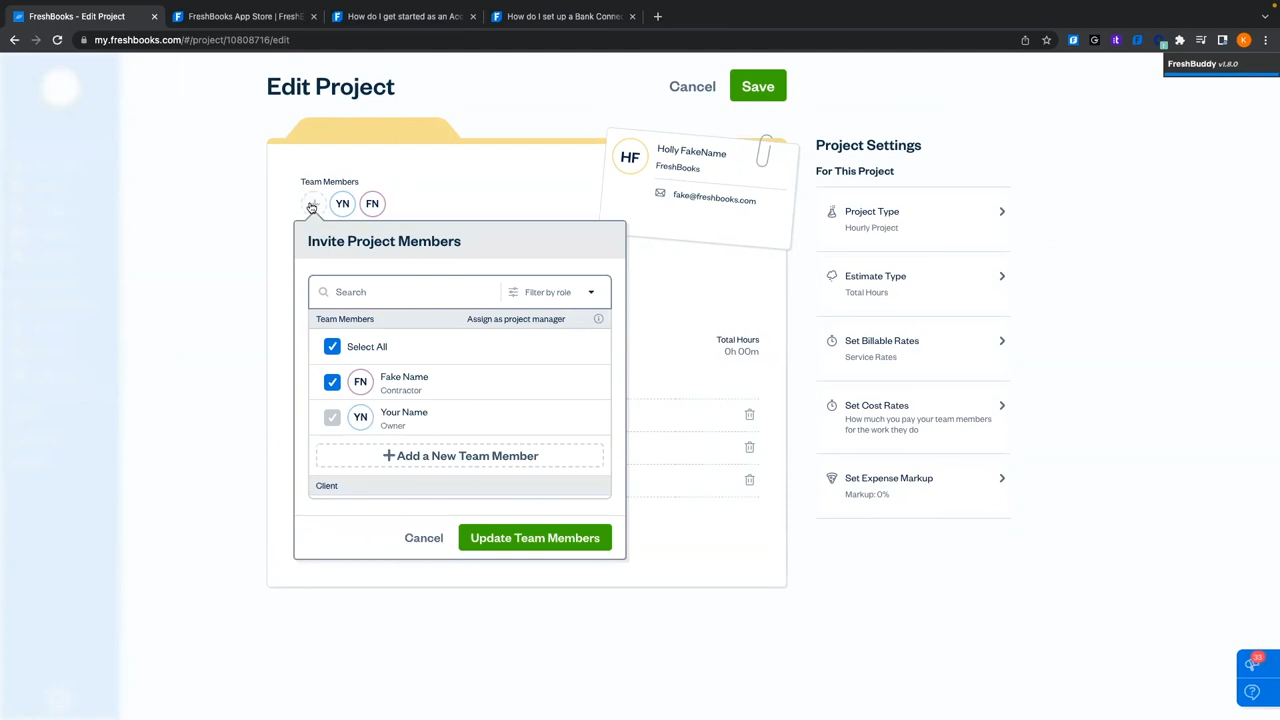 FreshBooks - Edit Project
FreshBooks App Store | FreshB
How do I get started as an Acc
How do I set up a Bank Connec
my.freshbooks.com/#/project/10808716/edit
K
FreshBuddy v1.8.0
Edit Project
Cancel
Save
HF
Holly FakeName
FreshBooks
fake@freshbooks.com
Team Members
YN
FN
Invite Project Members
Search
Filter by role
Team Members
Assign as project manager
Select All
FN
Fake Name
Contractor
YN
Your Name
Owner
+Add a New Team Member
Client
Cancel
Update Team Members
Total Hours
0h 00m
Project Settings
For This Project
Project Type
Hourly Project
Estimate Type
Total Hours
Set Billable Rates
Service Rates
Set Cost Rates
How much you pay your team members
for the work they do
Set Expense Markup
Markup: 0%
33